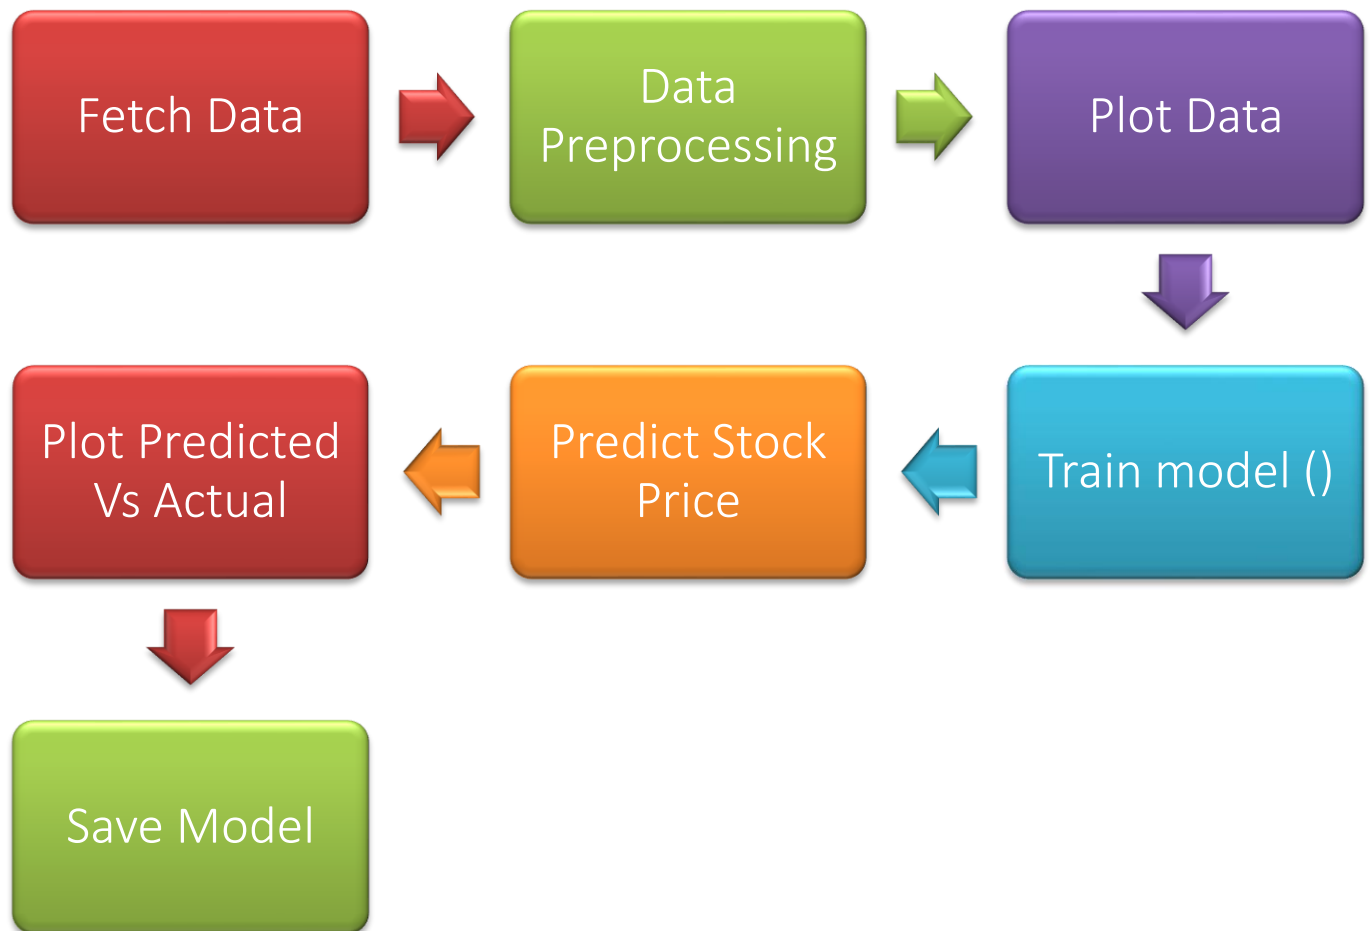 Fetch Data
Data
Preprocessing
Plot Data
Train model ()
Predict Stock
Price
Plot Predicted
Vs Actual
Save Model